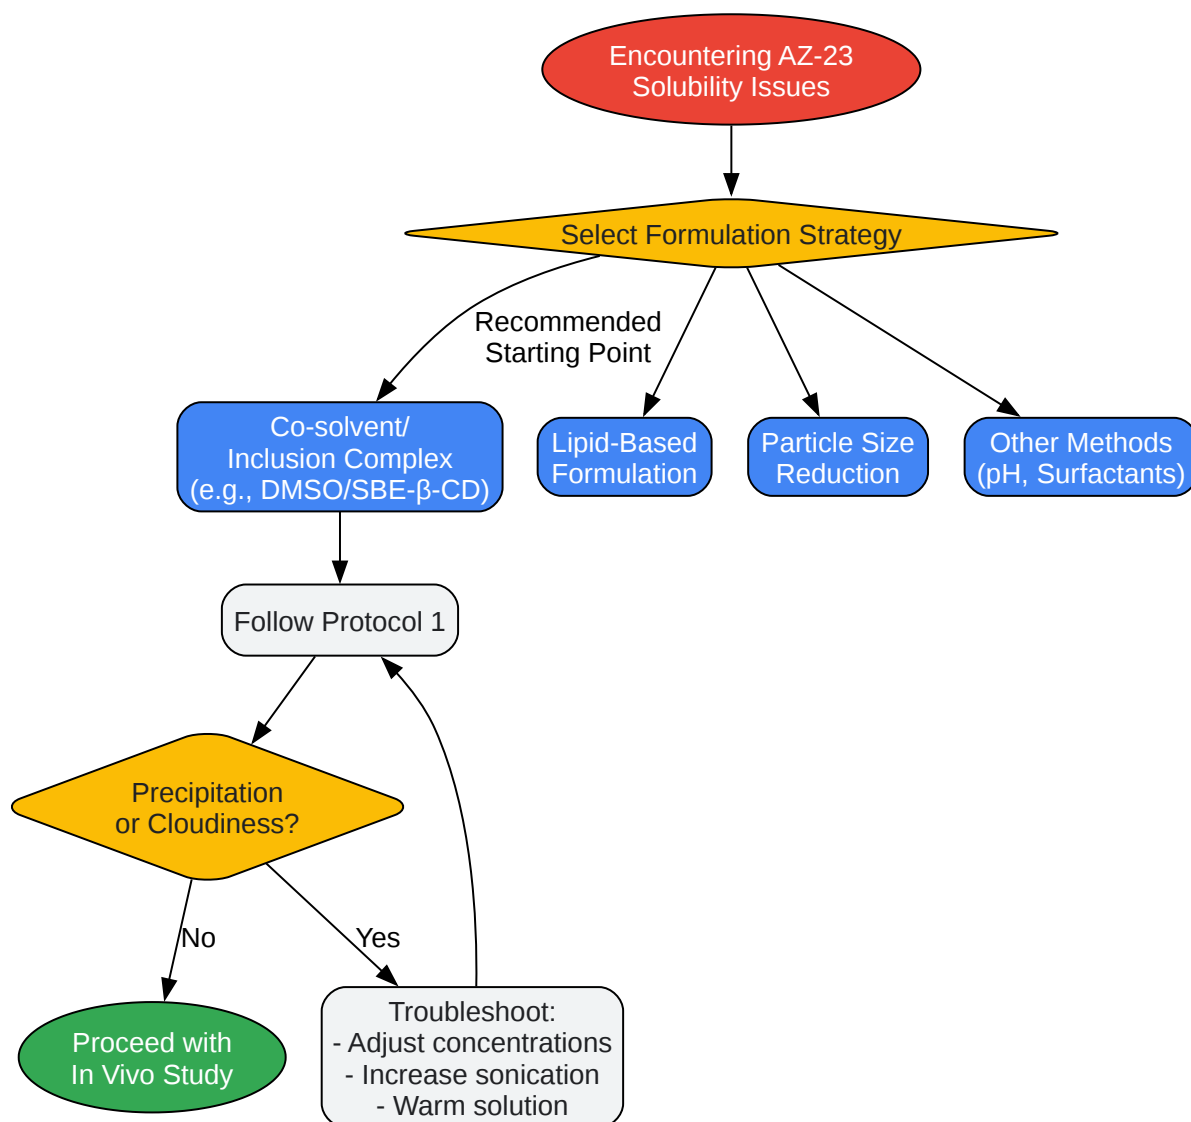 Encountering AZ-23
Solubility Issues
Select Formulation Strategy
Recommended
Starting Point
Co-solvent/
Inclusion Complex
(e.g., DMSO/SBE-β-CD)
Lipid-Based
Formulation
Particle Size
Reduction
Other Methods
(pH, Surfactants)
Follow Protocol 1
Precipitation
or Cloudiness?
No
Yes
Proceed with
In Vivo Study
Troubleshoot:
- Adjust concentrations
- Increase sonication
- Warm solution